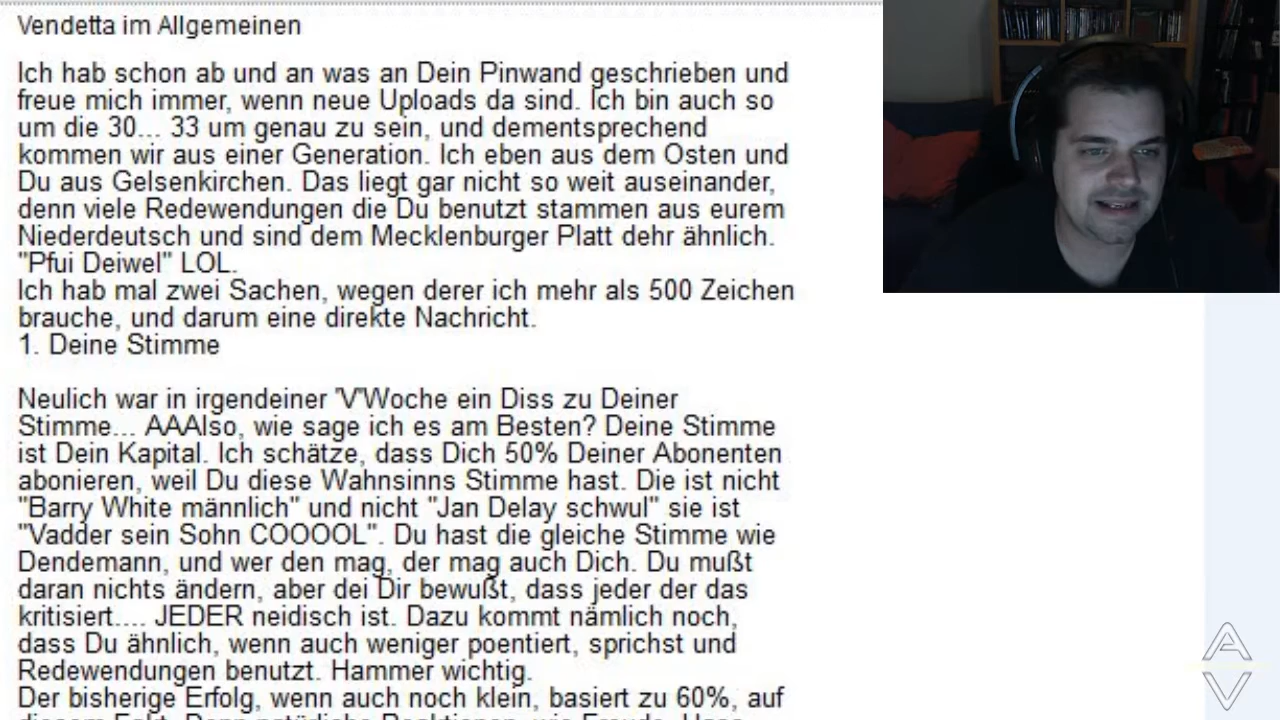 Vendetta im Allgemeinen
Ich hab schon ab und an was an Dein Pinwand geschrieben und
freue mich immer, wenn neue Uploads da sind. Ich bin auch so
um die 30... 33 um genau zu sein, und dementsprechend
kommen wir aus einer Generation. Ich eben aus dem Osten und
Du aus Gelsenkirchen. Das liegt gar nicht so weit auseinander,
denn viele Redewendungen die Du benutzt stammen aus eurem
Niederdeutsch und sind dem Mecklenburger Platt dehr ähnlich.
"Pfui Deiwel" LOL.
Ich hab mal zwei Sachen, wegen derer ich mehr als 500 Zeichen
brauche, und darum eine direkte Nachricht.
1. Deine Stimme
Neulich war in irgendeiner 'V'Woche ein Diss zu Deiner
Stimme... AAAlso, wie sage ich es am Besten? Deine Stimme
ist Dein Kapital. Ich schätze, dass Dich 50% Deiner Abonenten
abonieren, weil Du diese Wahnsinns Stimme hast. Die ist nicht
"Barry White männlich" und nicht "Jan Delay schwul" sie ist
"Vadder sein Sohn COOOOL". Du hast die gleiche Stimme wie
Dendemann, und wer den mag, der mag auch Dich. Du mußt
daran nichts ändern, aber dei Dir bewußt, dass jeder der das
kritisiert.... JEDER neidisch ist. Dazu kommt nämlich noch,
dass Du ähnlich, wenn auch weniger poentiert, sprichst und
Redewendungen benutzt. Hammer wichtig.
Der bisherige Erfolg, wenn auch noch klein, basiert zu 60%, auf
diesem Fakt. Denn natürliche Reaktionen, wie Freude, Hass
AV